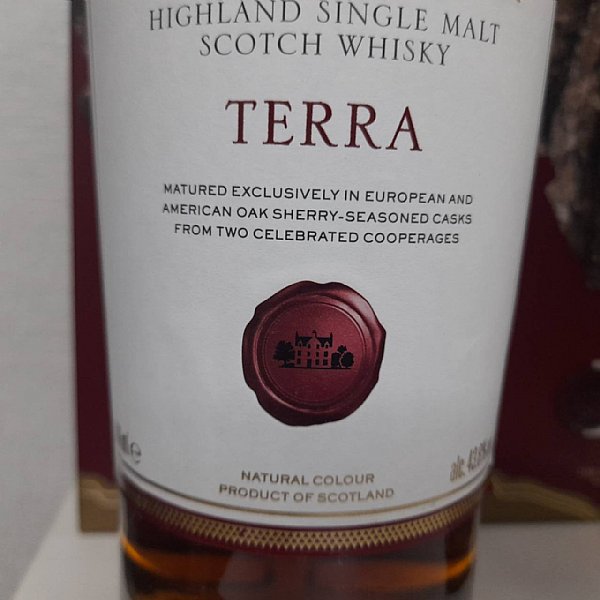 HIGHLAND SINGLE MALT
SCOTCH WHISKY
TERRA
MATURED EXCLUSIVELY IN EUROPEAN AND
AMERICAN OAK SHERRY-SEASONED CASKS
FROM TWO CELEBRATED COOPERAGES
NATURAL COLOUR
PRODUCT OF SCOTLAND
alc.